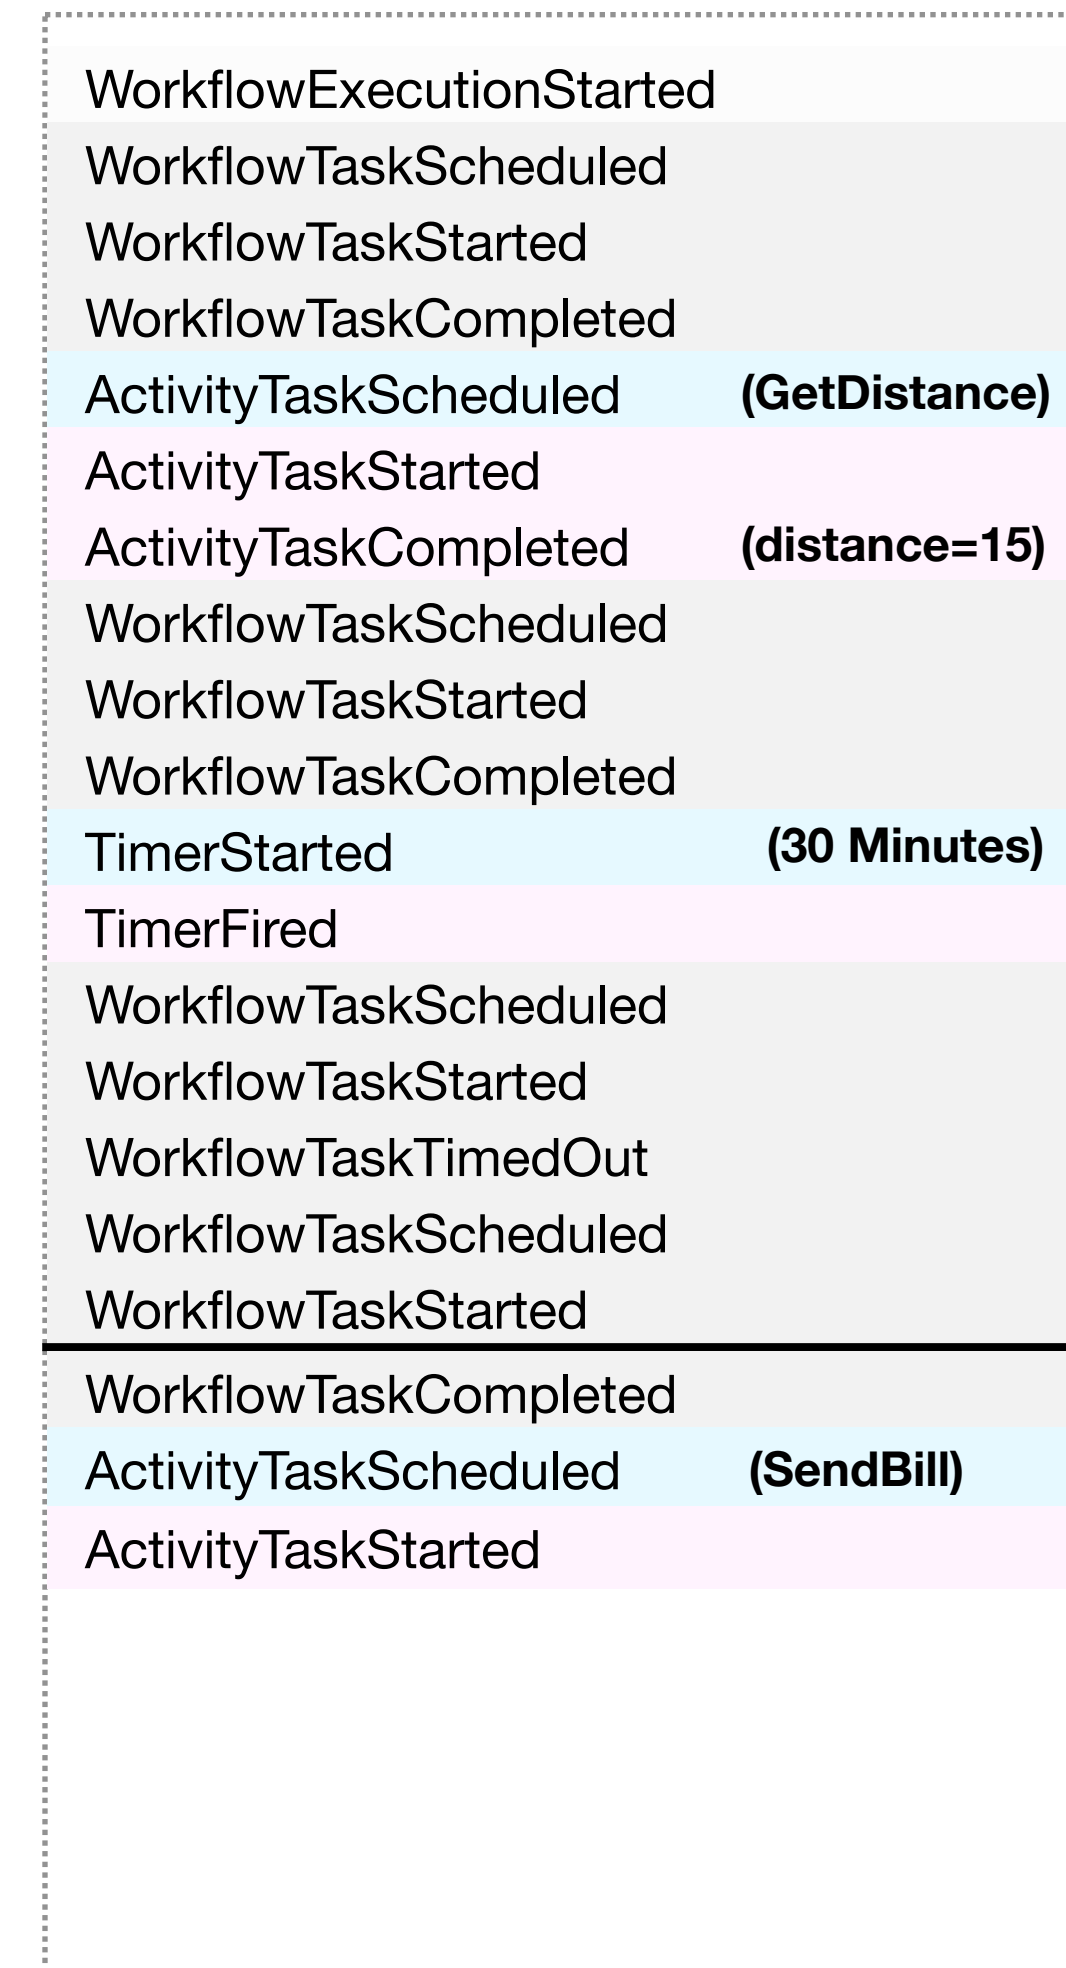 WorkflowExecutionStarted
WorkflowTaskScheduled
WorkflowTaskStarted
WorkflowTaskCompleted
ActivityTaskScheduled (GetDistance)
ActivityTaskStarted
ActivityTaskCompleted (distance=15)
WorkflowTaskScheduled
WorkflowTaskStarted
WorkflowTaskCompleted
TimerStarted (30 Minutes)
TimerFired
WorkflowTaskScheduled
WorkflowTaskStarted
WorkflowTaskTimedOut
WorkflowTaskScheduled
WorkflowTaskStarted
WorkflowTaskCompleted
ActivityTaskScheduled (SendBill)
ActivityTaskStarted